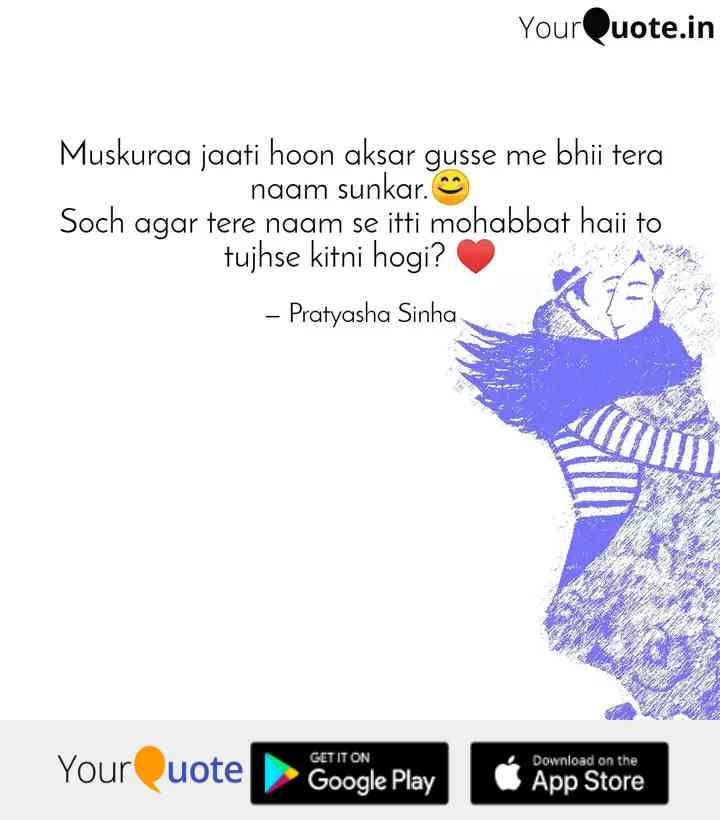 YourQuote.in
Muskuraa jaati hoon aksar gusse me bhii tera
naam sunkar.😊
Soch agar tere naam se itti mohabbat haii to
tujhse kitni hogi? ♥️
– Pratyasha Sinha
YourQuote
GET IT ON
Google Play
Download on the
App Store